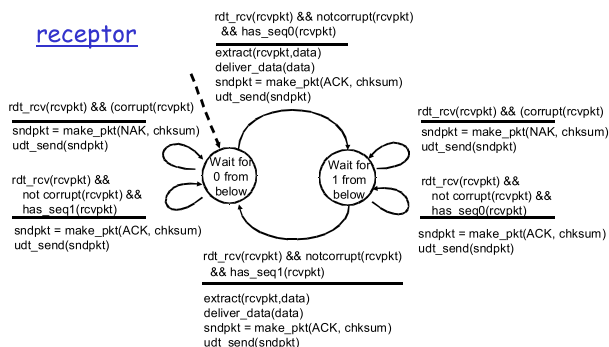 receptor
rdt_rcv(rcvpkt) && notcorrupt(rcvpkt)
&& has_seq0(rcvpkt)
extract(rcvpkt,data)
deliver_data(data)
sndpkt = make_pkt(ACK, chksum)
udt_send(sndpkt)
rdt_rcv(rcvpkt) && (corrupt(rcvpkt)
sndpkt = make_pkt(NAK, chksum)
udt_send(sndpkt)
rdt_rcv(rcvpkt) &&
not corrupt(rcvpkt) &&
has_seq1(rcvpkt)
sndpkt = make_pkt(ACK, chksum)
udt_send(sndpkt)
Wait for
0 from
below
Wait for
1 from
below
rdt_rcv(rcvpkt) && (corrupt(rcvpkt)
sndpkt = make_pkt(NAK, chksum)
udt_send(sndpkt)
rdt_rcv(rcvpkt) &&
not corrupt(rcvpkt) &&
has_seq0(rcvpkt)
sndpkt = make_pkt(ACK, chksum)
udt_send(sndpkt)
rdt_rcv(rcvpkt) && notcorrupt(rcvpkt)
&& has_seq1(rcvpkt)
extract(rcvpkt,data)
deliver_data(data)
sndpkt = make_pkt(ACK, chksum)
udt_send(sndpkt)